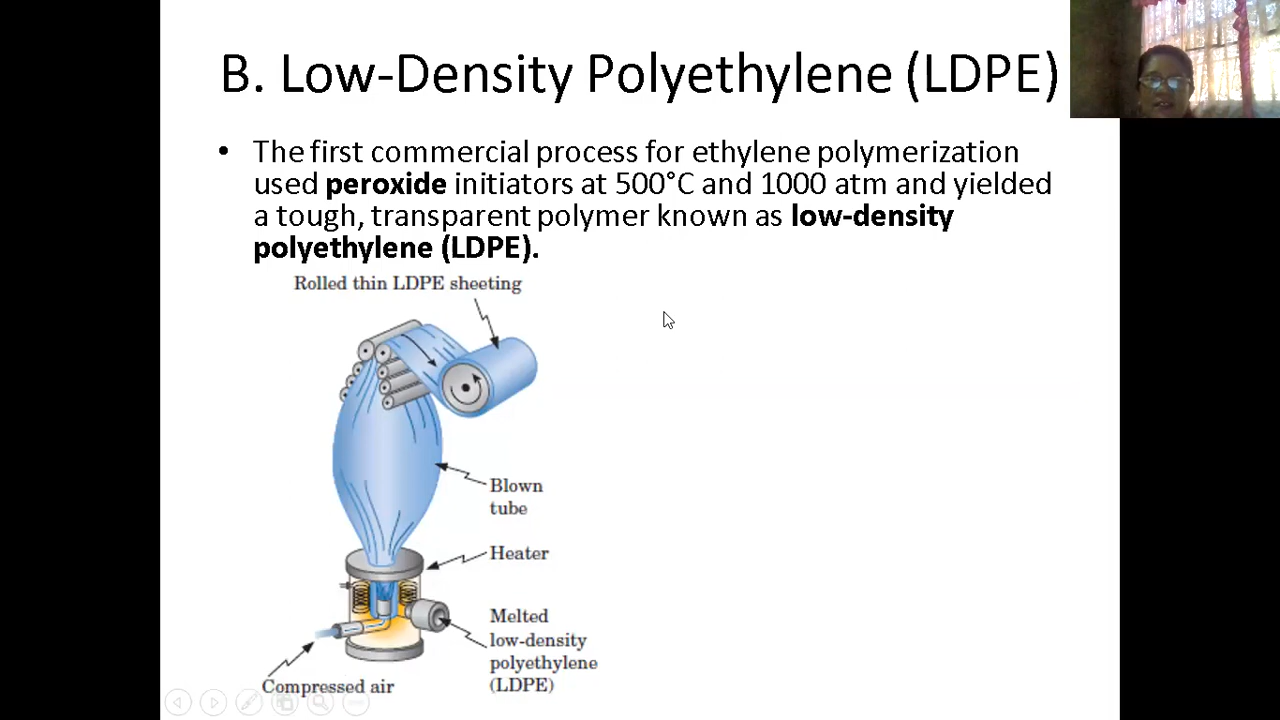 B. Low-Density Polyethylene (LDPE)
• The first commercial process for ethylene polymerization
used peroxide initiators at 500°C and 1000 atm and yielded
a tough, transparent polymer known as low-density
polyethylene (LDPE).
Rolled thin LDPE sheeting
Blown
tube
Heater
Melted
low-density
polyethylene
(LDPE)
Compressed air